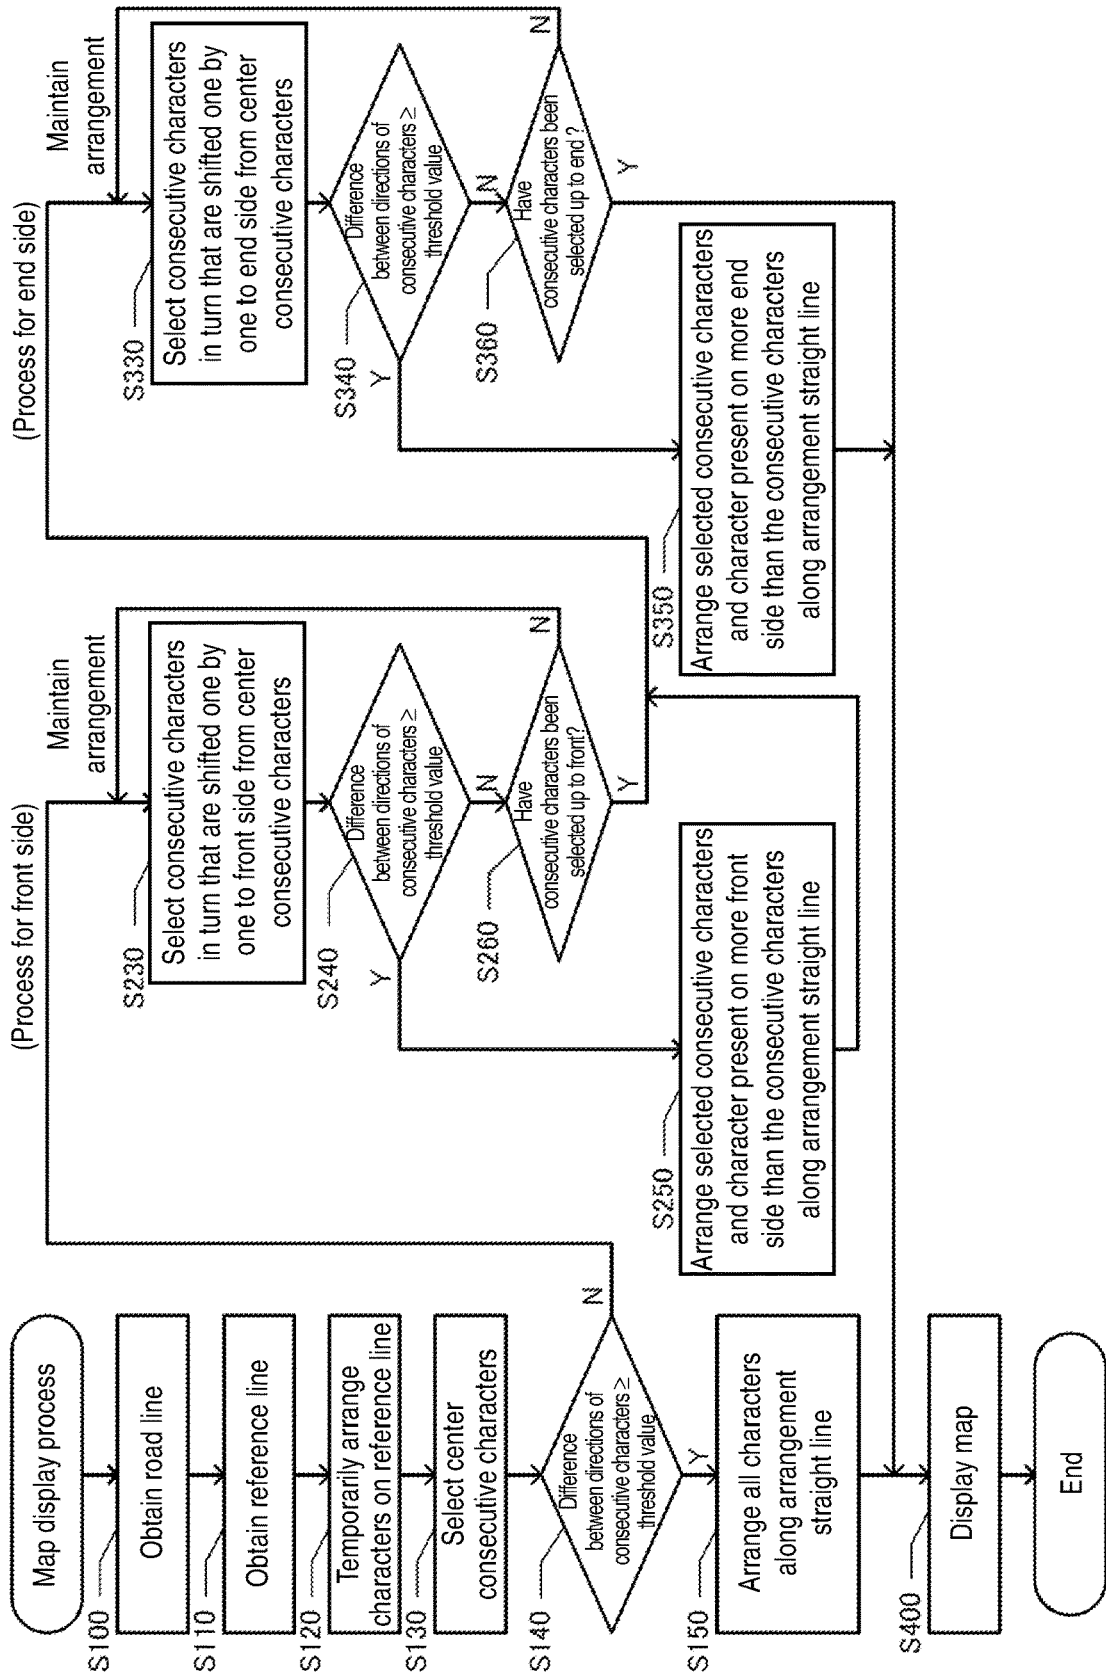 Map display process
S100
Obtain road line
S110
Obtain reference line
S120
Temporarily arrange
characters on reference line
S130
Select center
consecutive characters
S140
Difference
between directions of
consecutive characters ≥
threshold value
N
Y
S150
Arrange all characters
along arrangement
straight line
S400
Display map
End
(Process for front side)
Maintain
arrangement
S230
Select consecutive characters
in turn that are shifted one by
one to front side from center
consecutive characters
S240
Difference
between directions of
consecutive characters ≥
threshold value
Y
N
S260
Have
consecutive characters been
selected up to front?
N
Y
S250
Arrange selected consecutive characters
and character present on more front
side than the consecutive characters
along arrangement straight line
(Process for end side)
Maintain
arrangement
S330
Select consecutive characters
in turn that are shifted one by
one to end side from center
consecutive characters
S340
Difference
between directions of
consecutive characters ≥
threshold value
Y
N
S360
Have
consecutive characters been
selected up to end ?
N
Y
S350
Arrange selected consecutive characters
and character present on more end
side than the consecutive characters
along arrangement straight line